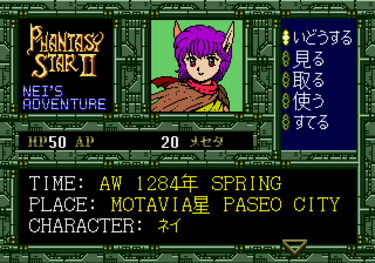 PHANTASY
STAR II
NEI'S
ADVENTURE
いどうする
見る
取る
使う
すてる
HP50 AP 20 メセタ
TIME: AW 1284年 SPRING
PLACE: MOTAVIA星 PASEO CITY
CHARACTER: ネイ